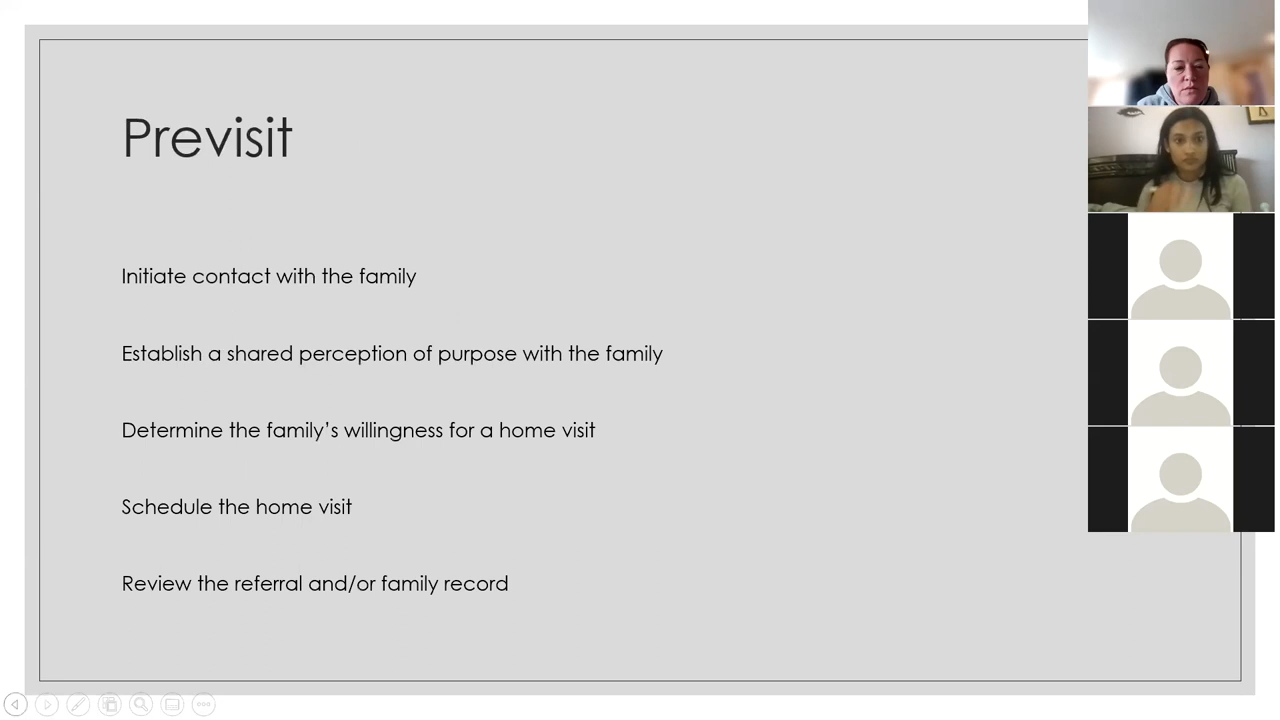 Previsit
Initiate contact with the family
Establish a shared perception of purpose with the family
Determine the family’s willingness for a home visit
Schedule the home visit
Review the referral and/or family record